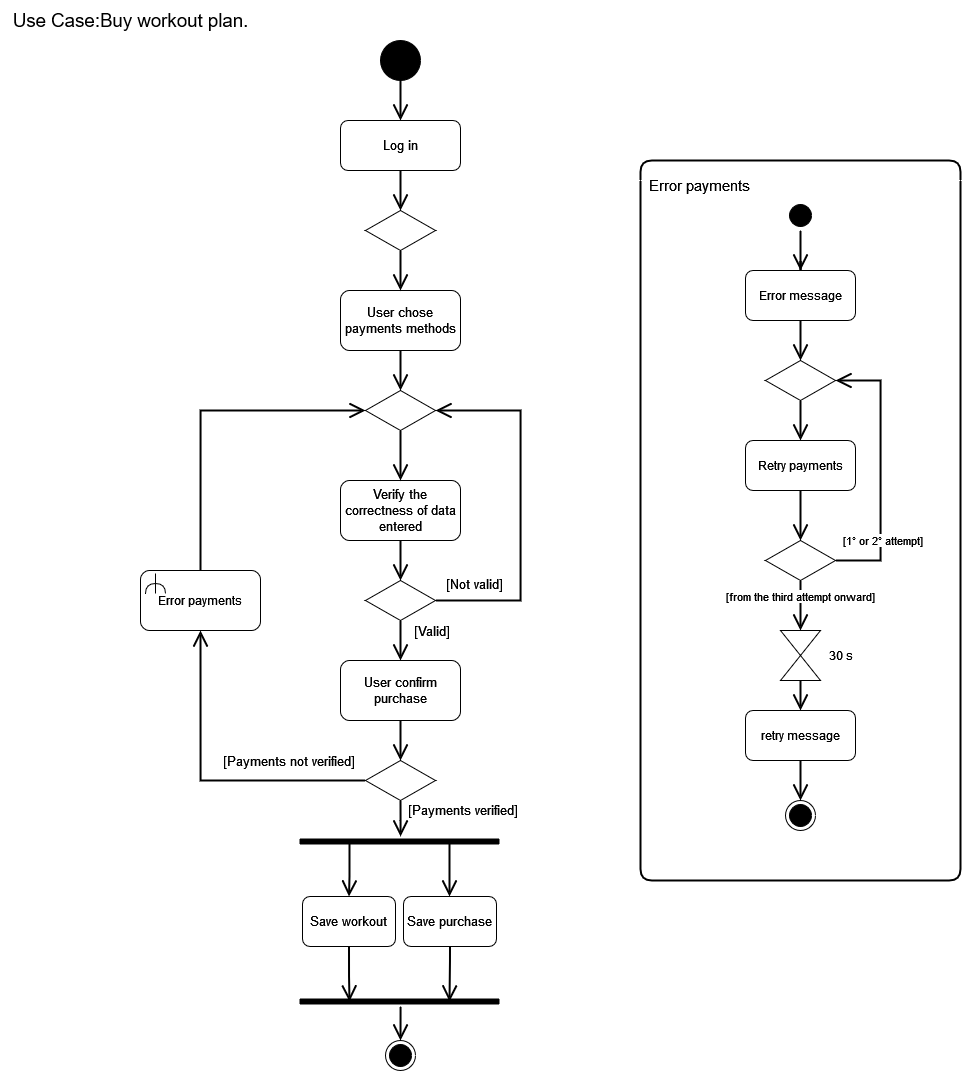 Use Case:Buy workout plan.
Log in
User chose
payments methods
Verify the
correctness of data
entered
[Not valid]
[Valid]
Error payments
User confirm
purchase
[Payments not verified]
[Payments verified]
Save workout
Save purchase
Error payments
Error message
Retry payments
[1° or 2° attempt]
[from the third attempt onward]
30 s
retry message